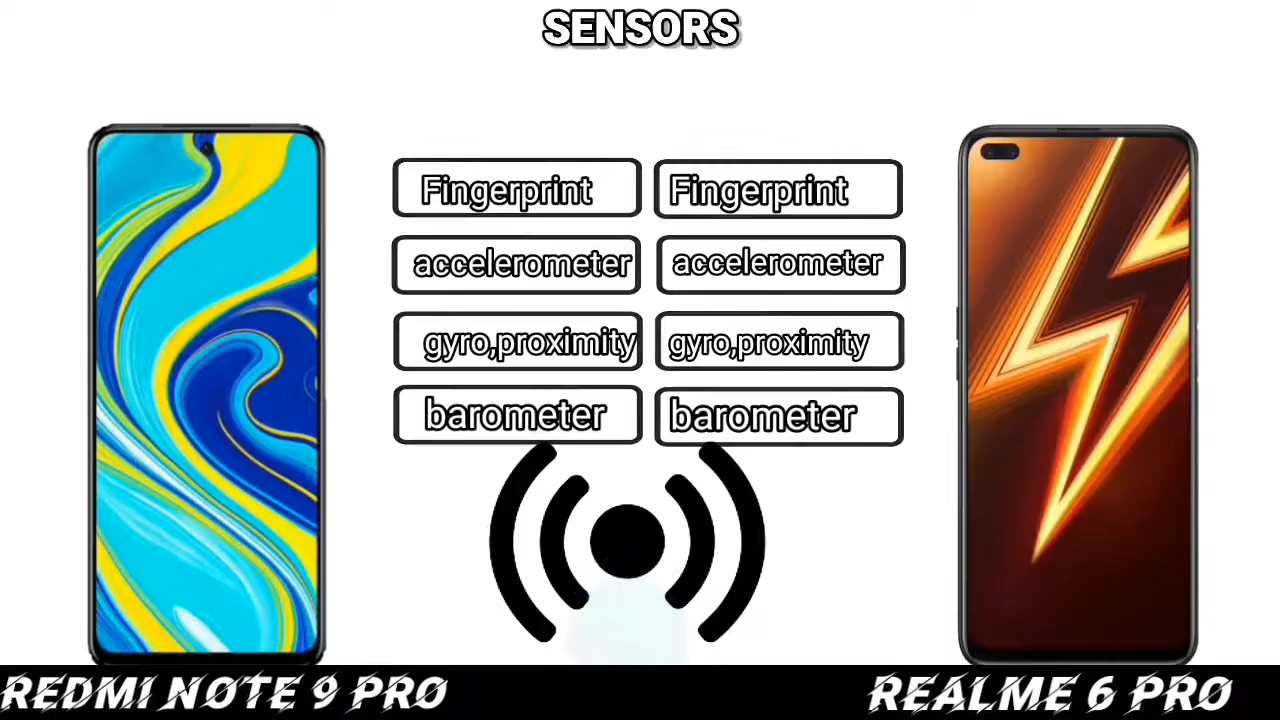 SENSORS
Fingerprint Fingerprint
accelerometer accelerometer
gyro,proximity gyro,proximity
barometer barometer
REDMI NOTE 9 PRO REALME 6 PRO